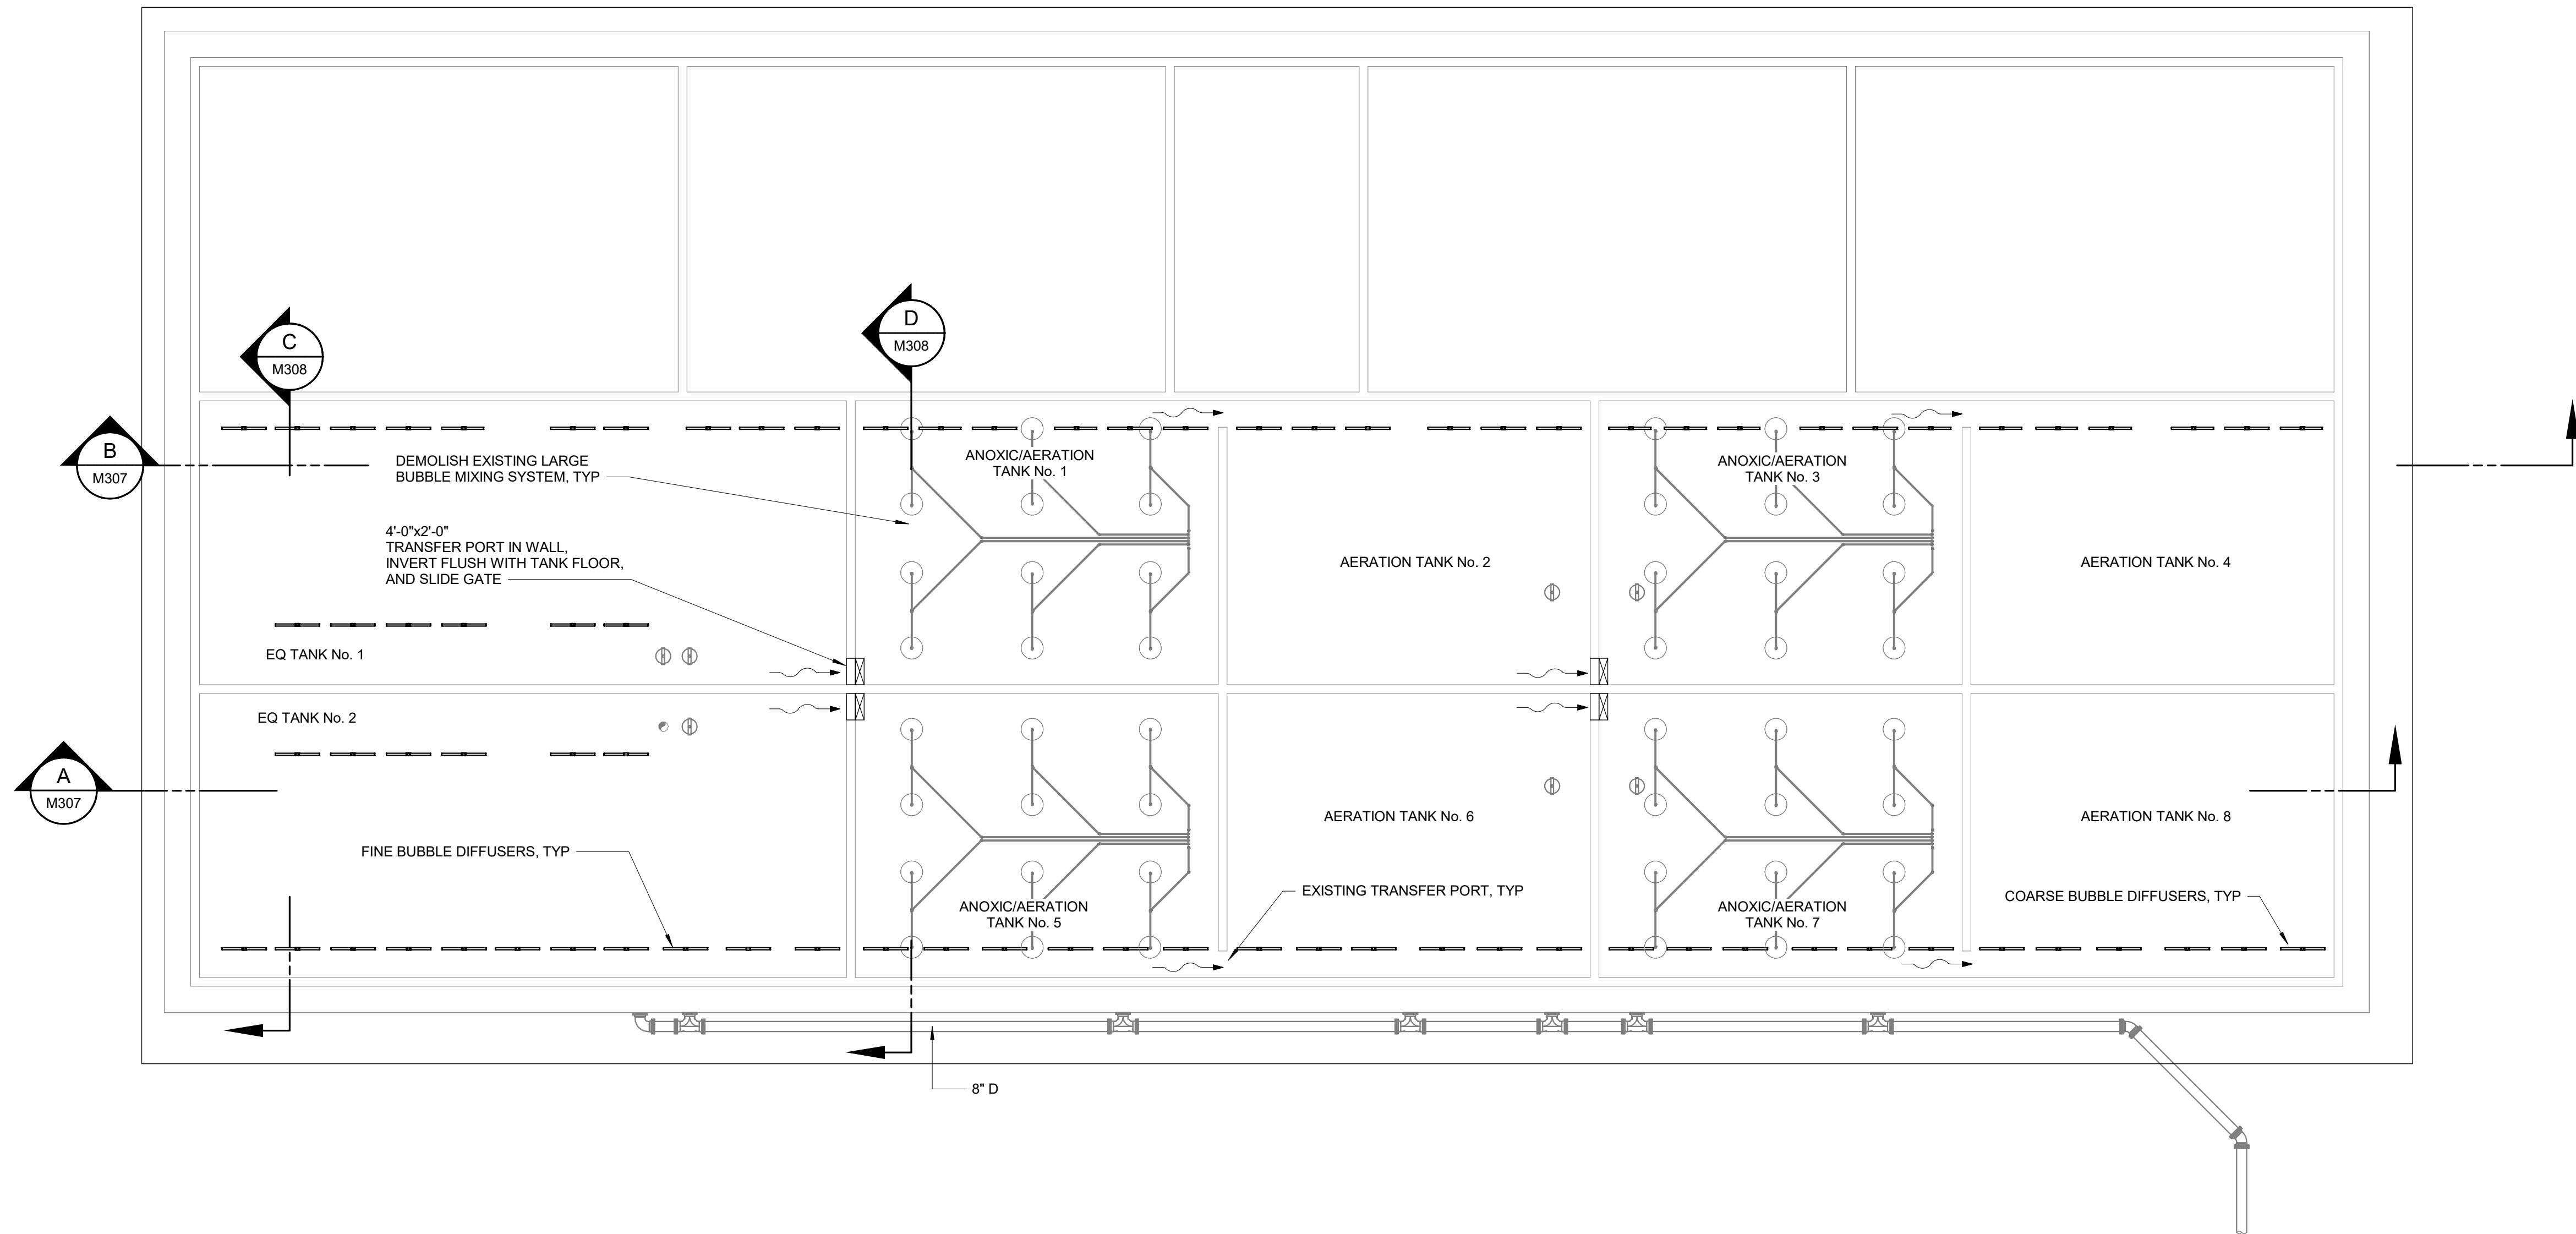 D
M308
C
M308
B
M307
DEMOLISH EXISTING LARGE
BUBBLE MIXING SYSTEM, TYP
ANOXIC/AERATION
TANK No. 1
ANOXIC/AERATION
TANK No. 3
4'-0"x2'-0"
TRANSFER PORT IN WALL,
INVERT FLUSH WITH TANK FLOOR,
AND SLIDE GATE
AERATION TANK No. 2
AERATION TANK No. 4
EQ TANK No. 1
EQ TANK No. 2
A
M307
AERATION TANK No. 6
AERATION TANK No. 8
FINE BUBBLE DIFFUSERS, TYP
EXISTING TRANSFER PORT, TYP
COARSE BUBBLE DIFFUSERS, TYP
ANOXIC/AERATION
TANK No. 5
ANOXIC/AERATION
TANK No. 7
8" D